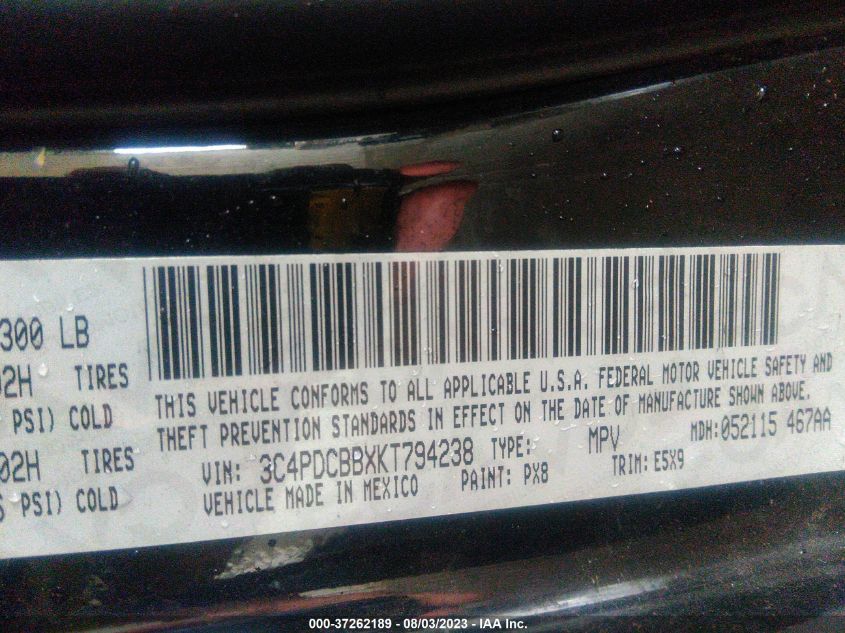 300 LB
02H TIRES
PSI) COLD
02H TIRES
PSI) COLD
THIS VEHICLE CONFORMS TO ALL APPLICABLE U.S.A. FEDERAL MOTOR VEHICLE SAFETY AND
THEFT PREVENTION STANDARDS IN EFFECT ON THE DATE OF MANUFACTURE SHOWN ABOVE.
VIN: 3C4PDCBBXKT794238 TYPE: MPV MDH: 052115 467AA
VEHICLE MADE IN MEXICO PAINT: PX8 TRIM: E5X9
000-37262189 - 08/03/2023 - IAA Inc.